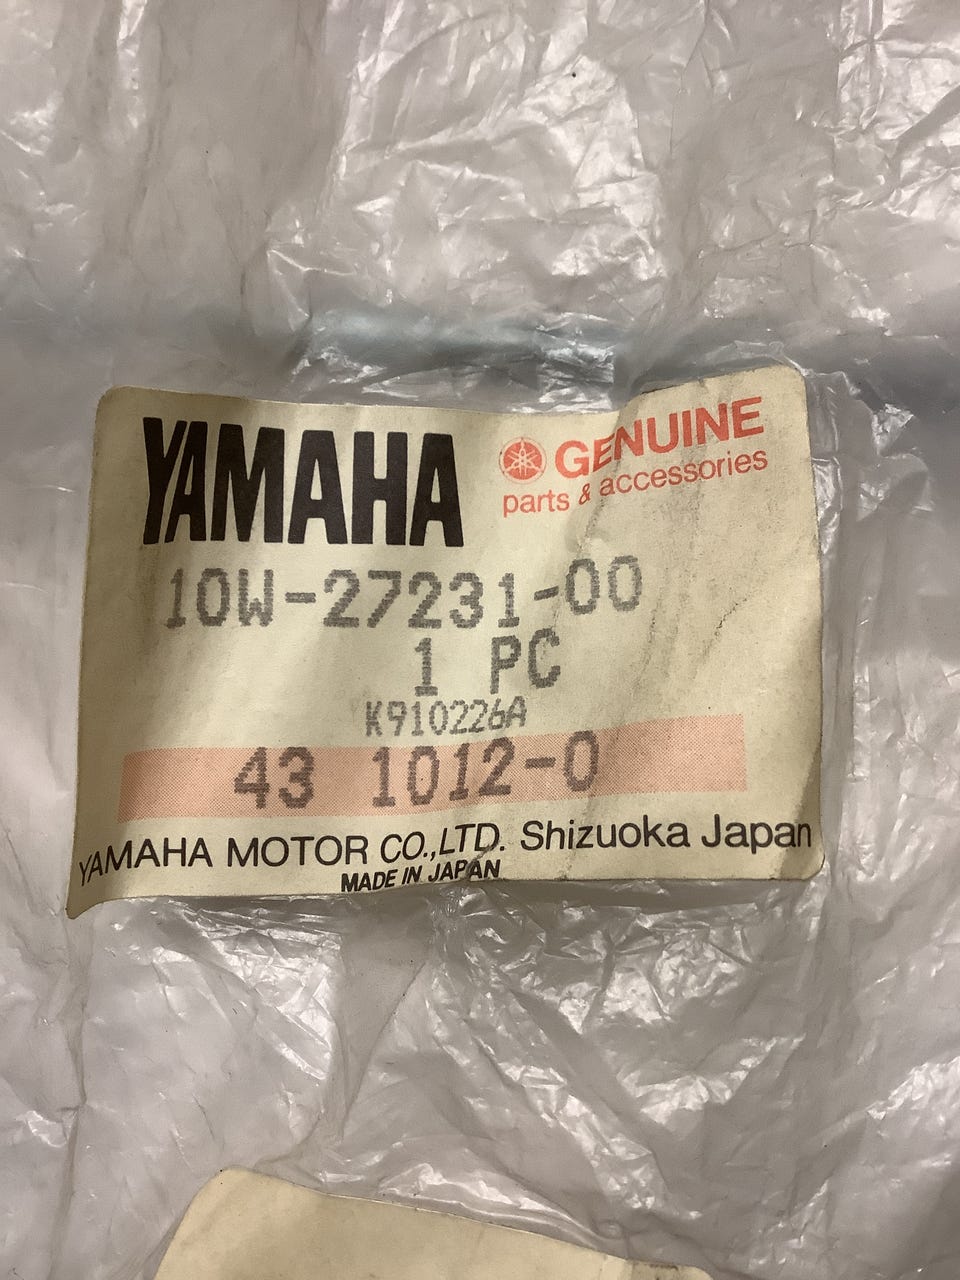 YAMAHA
GENUINE
parts & accessories
10W-27231-00
1 PC
K910226A
43 1012-0
YAMAHA MOTOR CO.,LTD. Shizuoka Japan
MADE IN JAPAN